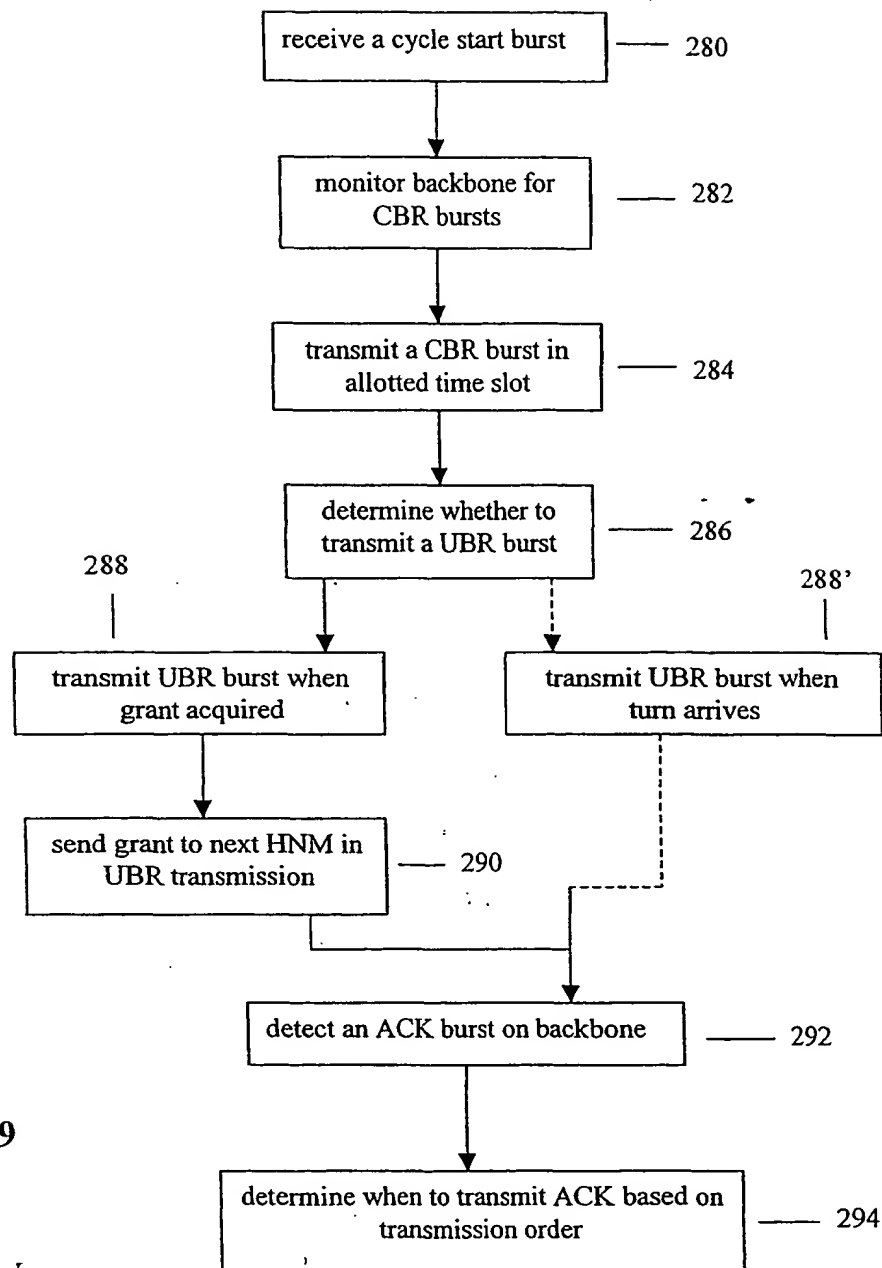 receive a cycle start burst
280
monitor backbone for
CBR bursts
282
transmit a CBR burst in
allotted time slot
284
determine whether to
transmit a UBR burst
286
288
288'
transmit UBR burst when
grant acquired
transmit UBR burst when
turn arrives
send grant to next HNM in
UBR transmission
290
detect an ACK burst on backbone
292
9
determine when to transmit ACK based on
transmission order
294